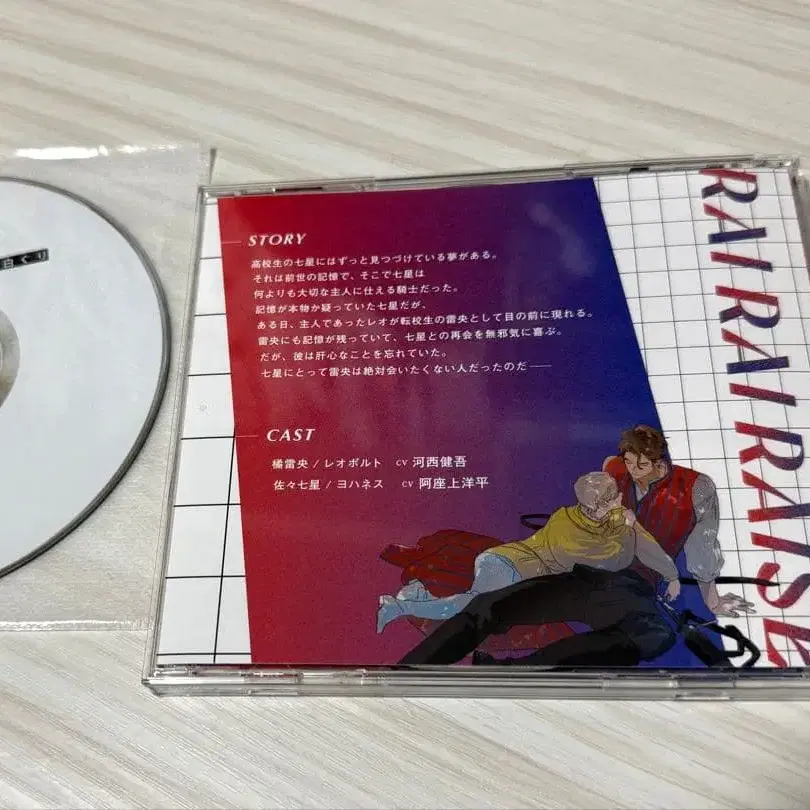 白ぐり
STORY
高校生の七星にはずっと見つづけている夢がある。
それは前世の記憶で、そこで七星は
何よりも大切な主人に仕える騎士だった。
記憶が本物か疑っていた七星だが、
ある日、主人であったレオが転校生の雷央として目の前に現れる。
雷央にも記憶が残っていて、七星との再会を無邪気に喜ぶ。
だが、彼は肝心なことを忘れていた。
七星にとって雷央は絶対会いたくない人だったのだ――
CAST
橘雷央 / レオポルト cv 河西健吾
佐々七星 / ヨハネス cv 阿座上洋平
RAI RAI RAISE